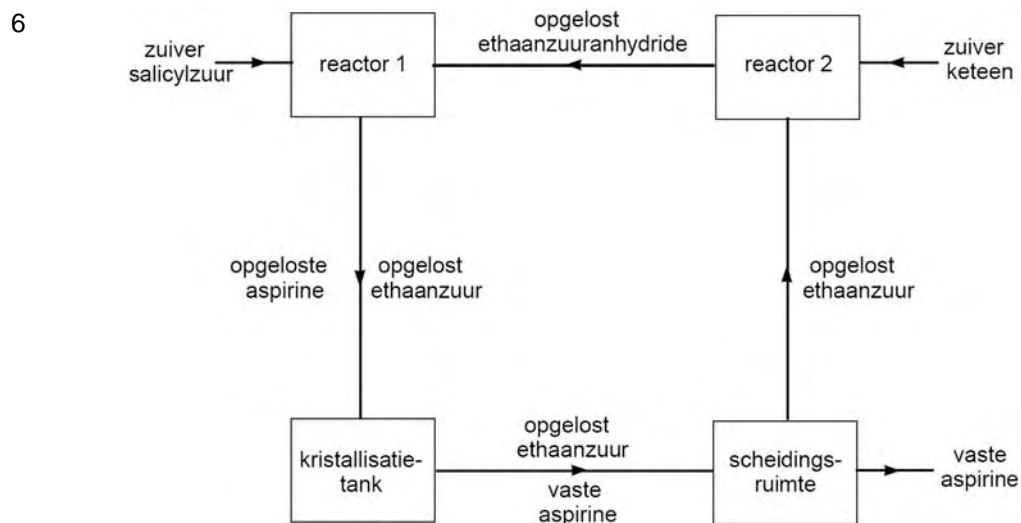 6
opgelost
ethaanzuuranhydride
zuiver
salicylzuur
reactor 1
reactor 2
zuiver
keteen
opgeloste
aspirine
opgelost
ethaanzuur
opgelost
ethaanzuur
kristallisatie-
tank
opgelost
ethaanzuur
vaste
aspirine
scheidings-
ruimte
vaste
aspirine